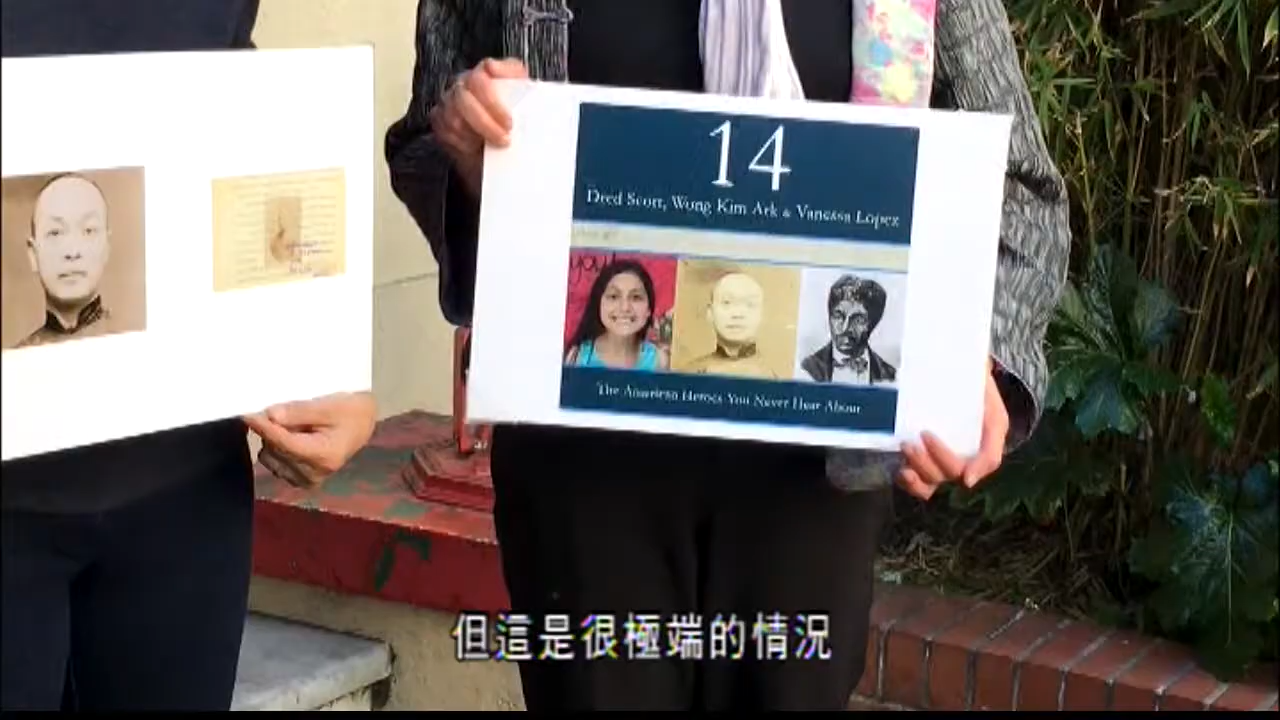 14
Dred Scott, Wong Kim Ark & Vanessa Lopez
you
The American Heroes You Never Hear About
但這是很極端的情況